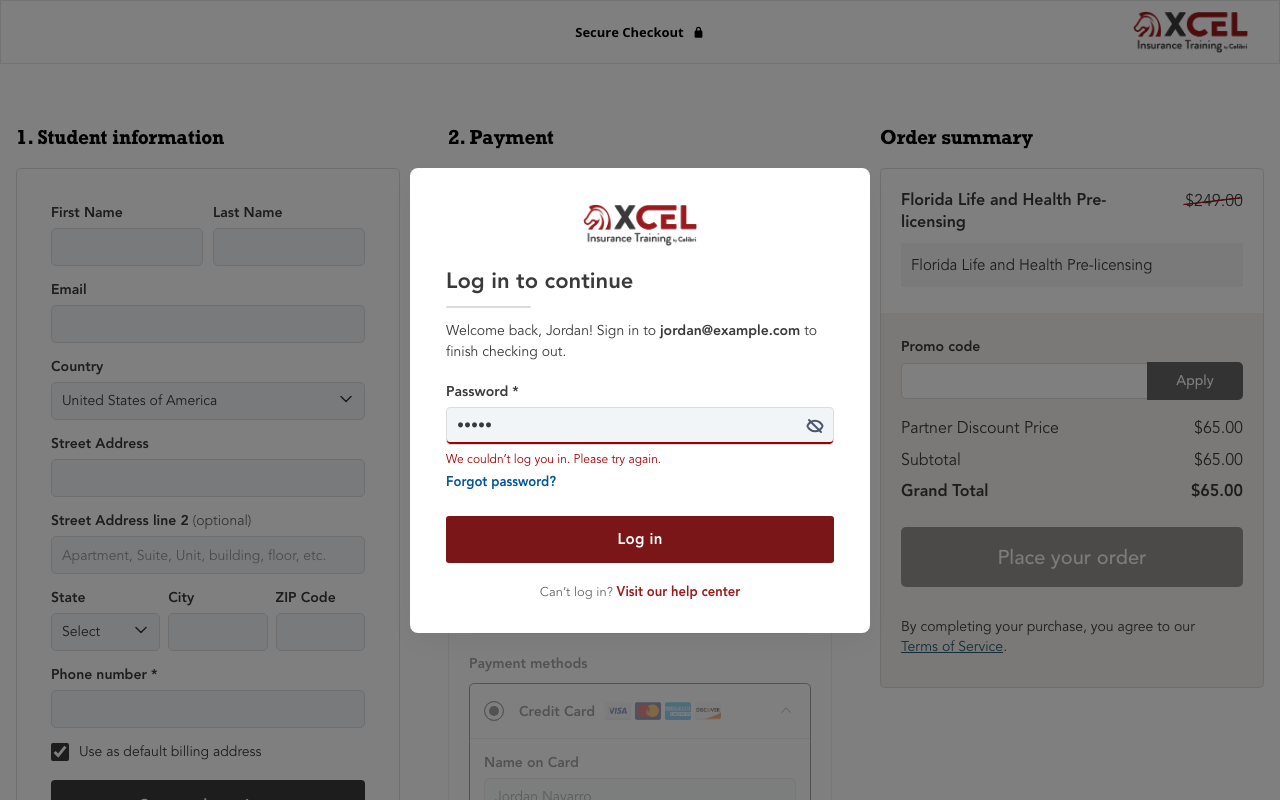 Secure Checkout
XCEL
Insurance Training by Calibri
1. Student information
2. Payment
Order summary
First Name
Last Name
Email
Country
United States of America
Street Address
Street Address line 2 (optional)
Apartment, Suite, Unit, building, floor, etc.
State
City
ZIP Code
Select
Phone number *
Use as default billing address
XCEL
Insurance Training by Calibri
Log in to continue
Welcome back, Jordan! Sign in to jordan@example.com to
finish checking out.
Password *
•••••
We couldn’t log you in. Please try again.
Forgot password?
Log in
Can’t log in? Visit our help center
Payment methods
Credit Card
VISA
DISCOVER
Name on Card
Jordan Navarro
Florida Life and Health Pre-
licensing
$249.00
Florida Life and Health Pre-licensing
Promo code
Apply
Partner Discount Price $65.00
Subtotal $65.00
Grand Total $65.00
Place your order
By completing your purchase, you agree to our
Terms of Service.